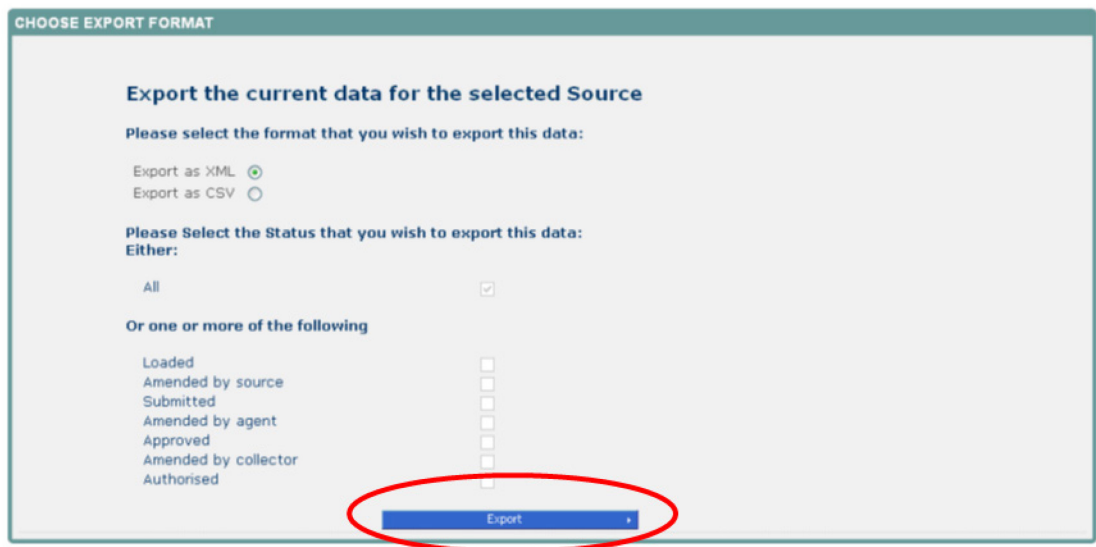 CHOOSE EXPORT FORMAT
Export the current data for the selected Source
Please select the format that you wish to export this data:
Export as XML
Export as CSV
Please Select the Status that you wish to export this data:
Either:
All
Or one or more of the following
Loaded
Amended by source
Submitted
Amended by agent
Approved
Amended by collector
Authorised
Export